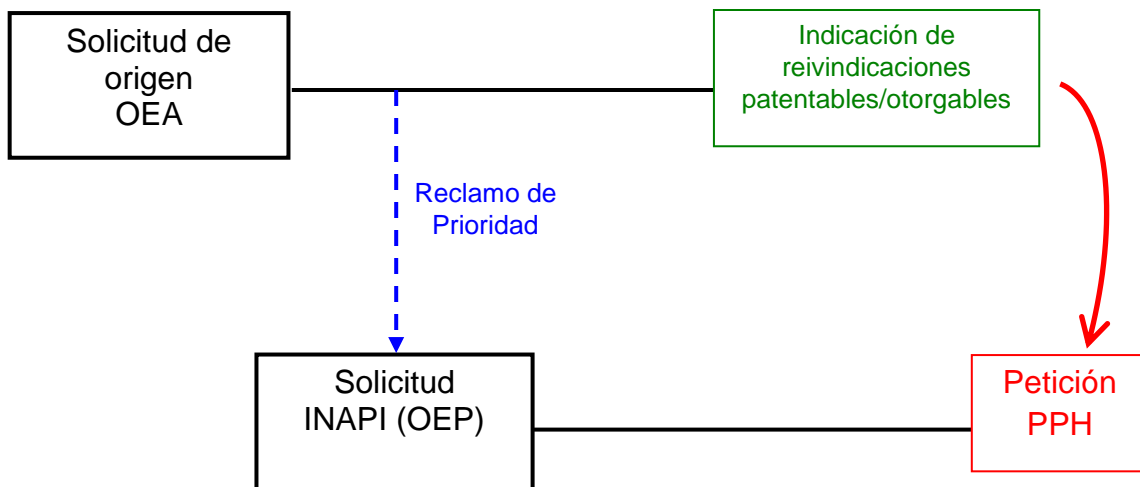 Solicitud de
origen
OEA
Indicación de
reivindicaciones
patentables/otorgables
Reclamo de
Prioridad
Solicitud
INAPI (OEP)
Petición
PPH